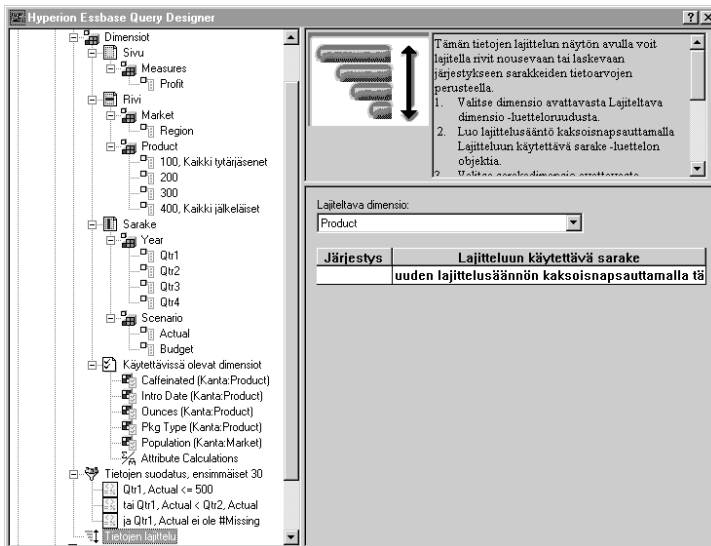 Hyperion Essbase Query Designer
Dimensiot
Sivu
Measures
Profit
Rivi
Market
Region
Product
100, Kaikki tytärjäsenet
200
300
400, Kaikki jälkeläiset
Sarake
Year
Qtr1
Qtr2
Qtr3
Qtr4
Scenario
Actual
Budget
Käytettävissä olevat dimensiot
Caffeinated (Kanta:Product)
Intro Date (Kanta:Product)
Ounces (Kanta:Product)
Pkg Type (Kanta:Product)
Population (Kanta:Market)
Attribute Calculations
Tietojen suodatus, ensimmäiset 30
Qtr1, Actual <= 500
tai Qtr1, Actual < Qtr2, Actual
ja Qtr1, Actual ei ole #Missing
Tietojen lajittelu
Tämän tietojen lajittelun näytön avulla voit
lajitella rivit nousevaan tai laskevaan
järjestykseen sarakkeiden tietoarvojen
perusteella.
1. Valitse dimensio avattavasta Lajiteltava
dimensio -luetteloruudusta.
2. Luo lajittelusääntö kaksoisnapsauttamalla
Lajitteluun käytettävä sarake -luettelon
objektia.
3. Valitse sarakedimensio avattavasta
Lajiteltava dimensio:
Product
Järjestys Lajitteluun käytettävä sarake
uuden lajittelusäännön kaksoisnapsauttamalla tä